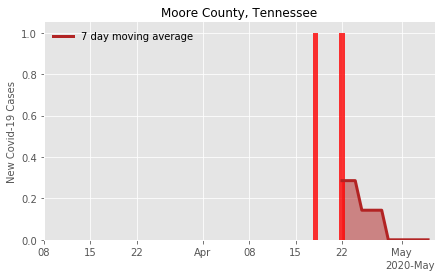 Moore County, Tennessee
7 day moving average
New Covid-19 Cases
1.0
0.8
0.6
0.4
0.2
0.0
08 15 22 Apr 08 15 22 May
2020-May